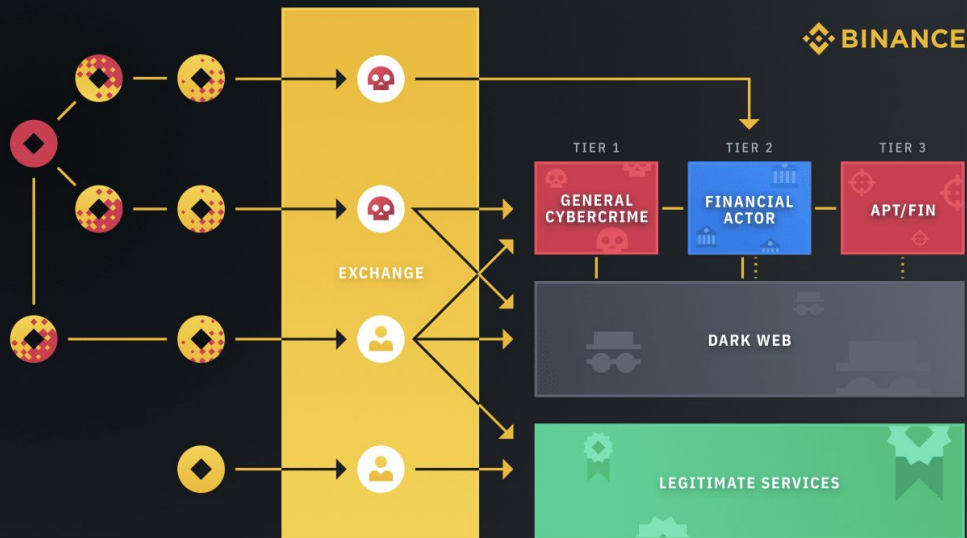 BINANCE
TIER 1
TIER 2
TIER 3
GENERAL
CYBERCRIME
FINANCIAL
ACTOR
APT/FIN
EXCHANGE
DARK WEB
LEGITIMATE SERVICES